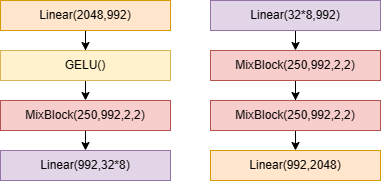 Linear(2048,992)
GELU()
MixBlock(250,992,2,2)
Linear(992,32*8)
Linear(32*8,992)
MixBlock(250,992,2,2)
MixBlock(250,992,2,2)
Linear(992,2048)